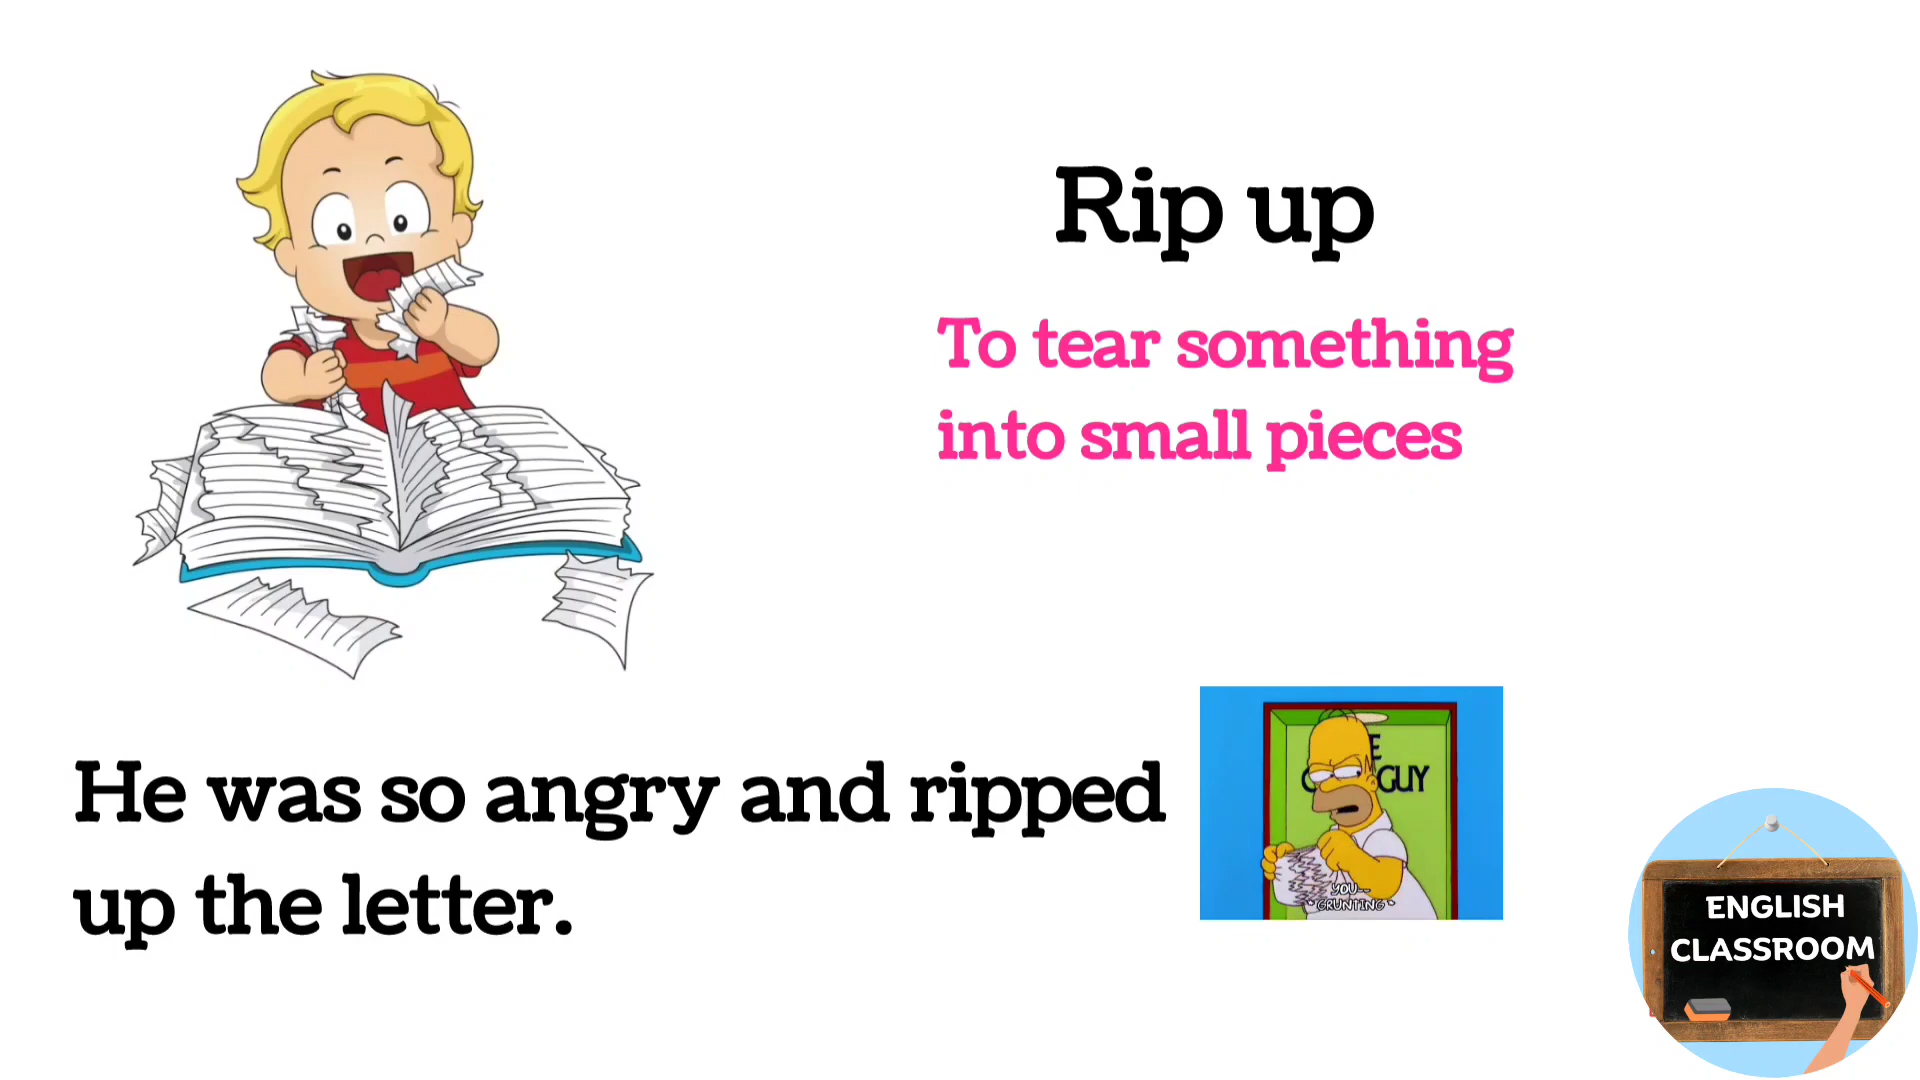 Rip up
To tear something
into small pieces
He was so angry and ripped
up the letter.
GUY
YOU--
*GRUNTING*
ENGLISH
CLASSROOM